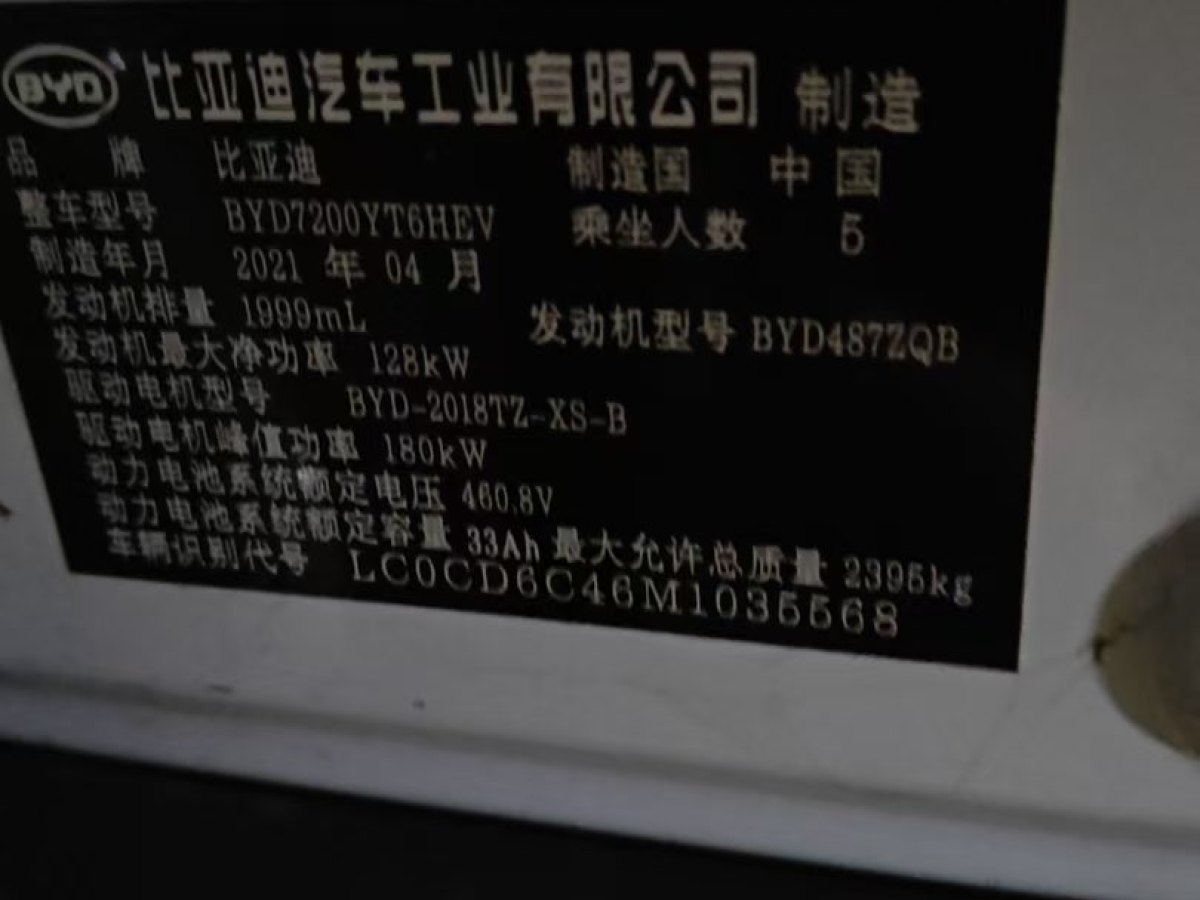 BYD 比亚迪汽车工业有限公司 制造
品 牌 比亚迪 制造国 中国
整车型号 BYD7200YT6HEV 乘坐人数 5
制造年月 2021 年 04 月
发动机排量 1999mL 发动机型号 BYD487ZQB
发动机最大净功率 128kW
驱动电机型号 BYD-2018TZ-XS-B
驱动电机峰值功率 180kW
动力电池系统额定电压 460.8V
动力电池系统额定容量 33Ah 最大允许总质量 2395kg
车辆识别代号 LC0CD6C46M1035568